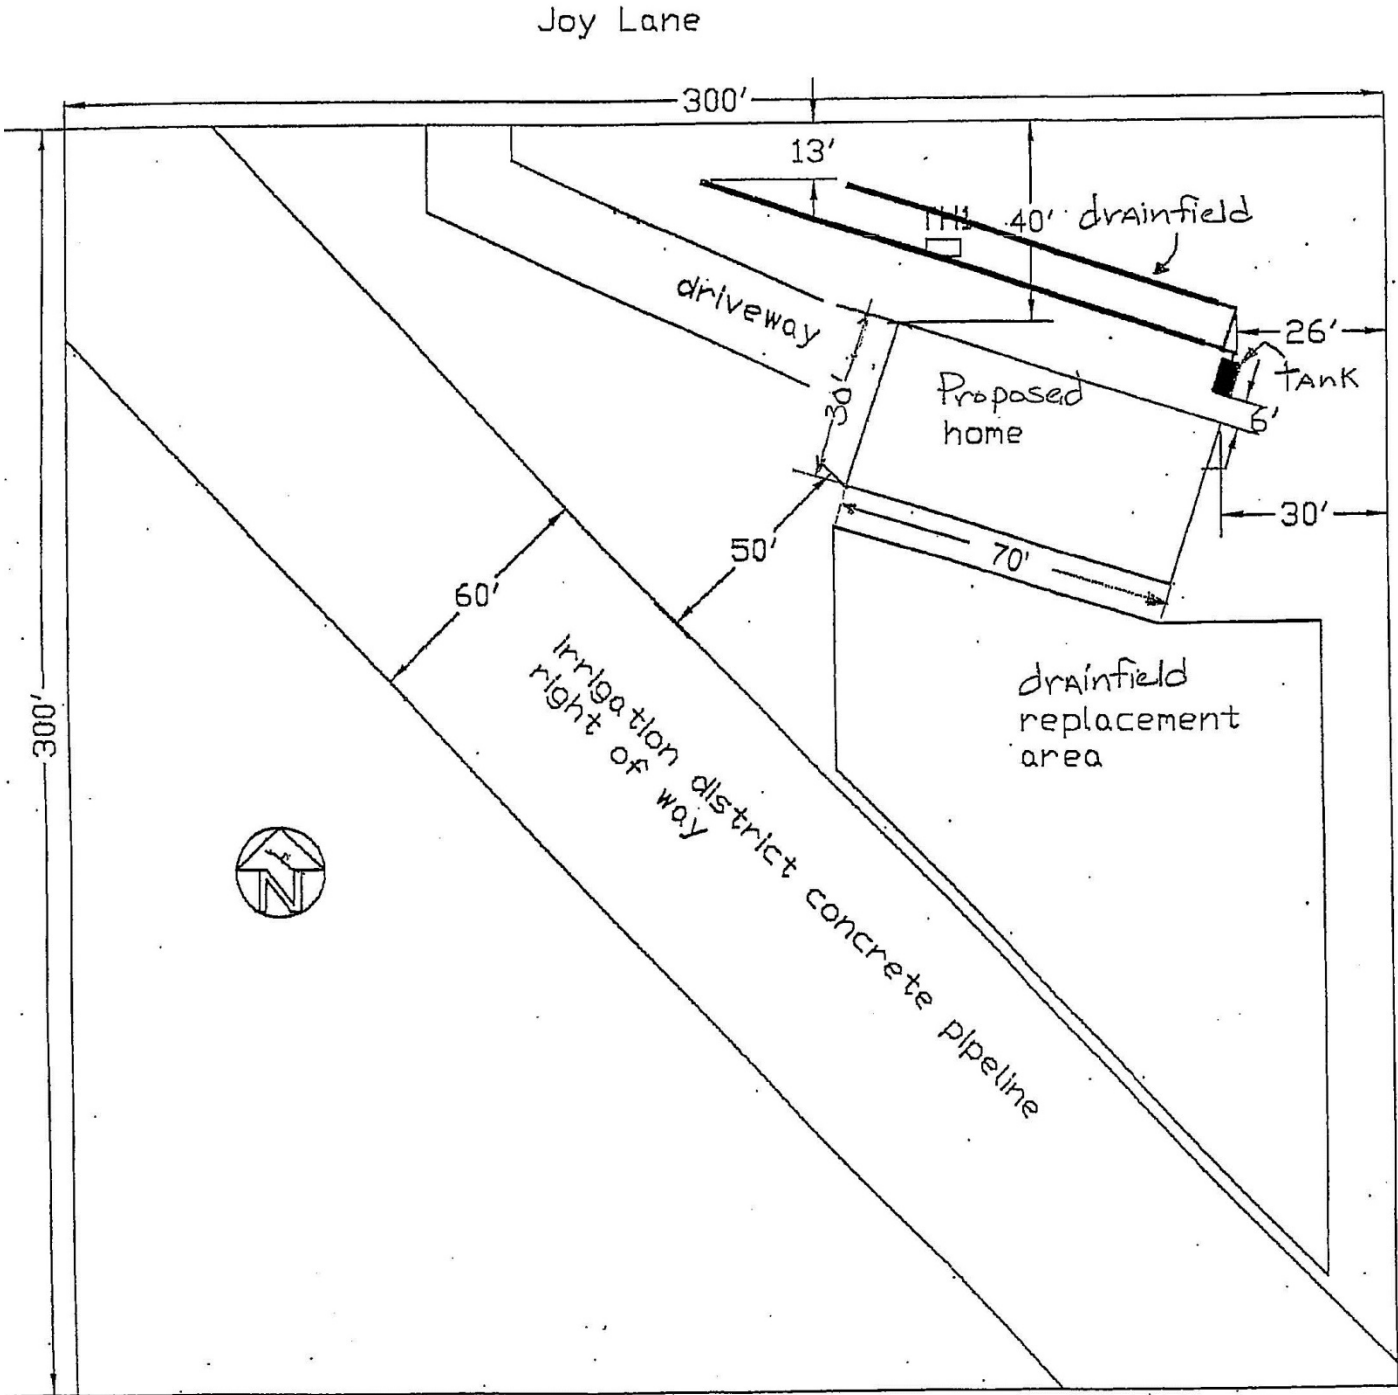 Joy Lane
300'
13'
TH1
40'
drainfield
26'
tank
driveway
30'
Proposed
home
6'
30'
50'
70'
60'
300'
drainfield
replacement
area
Irrigation district concrete pipeline
right of way
N